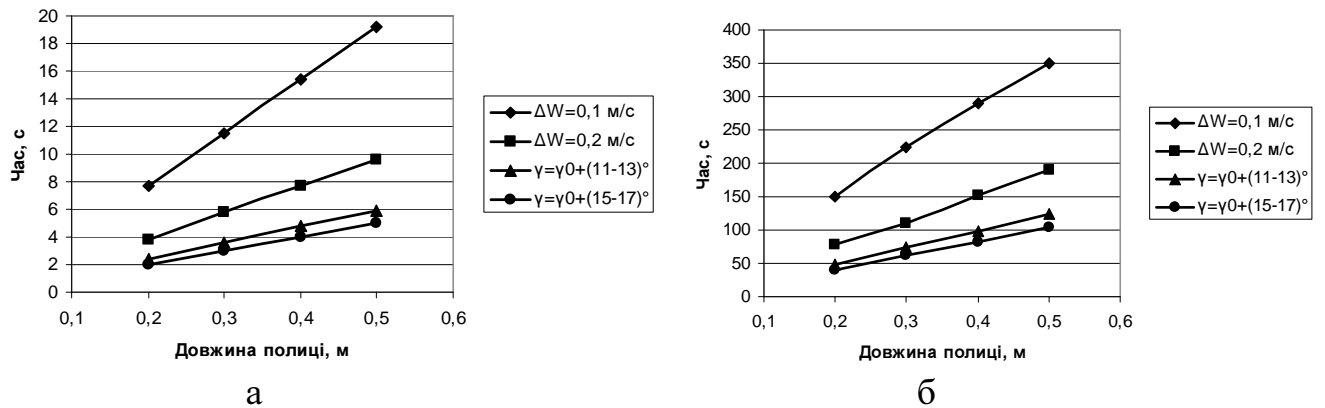 20
18
16
14
12
10
8
6
4
2
0
Час, с
0,1 0,2 0,3 0,4 0,5 0,6
Довжина полиці, м
ΔW=0,1 м/с
ΔW=0,2 м/с
γ=γ0+(11-13)°
γ=γ0+(15-17)°
а
400
350
300
250
200
150
100
50
0
Час, с
0,1 0,2 0,3 0,4 0,5 0,6
Довжина полиці, м
ΔW=0,1 м/с
ΔW=0,2 м/с
γ=γ0+(11-13)°
γ=γ0+(15-17)°
б